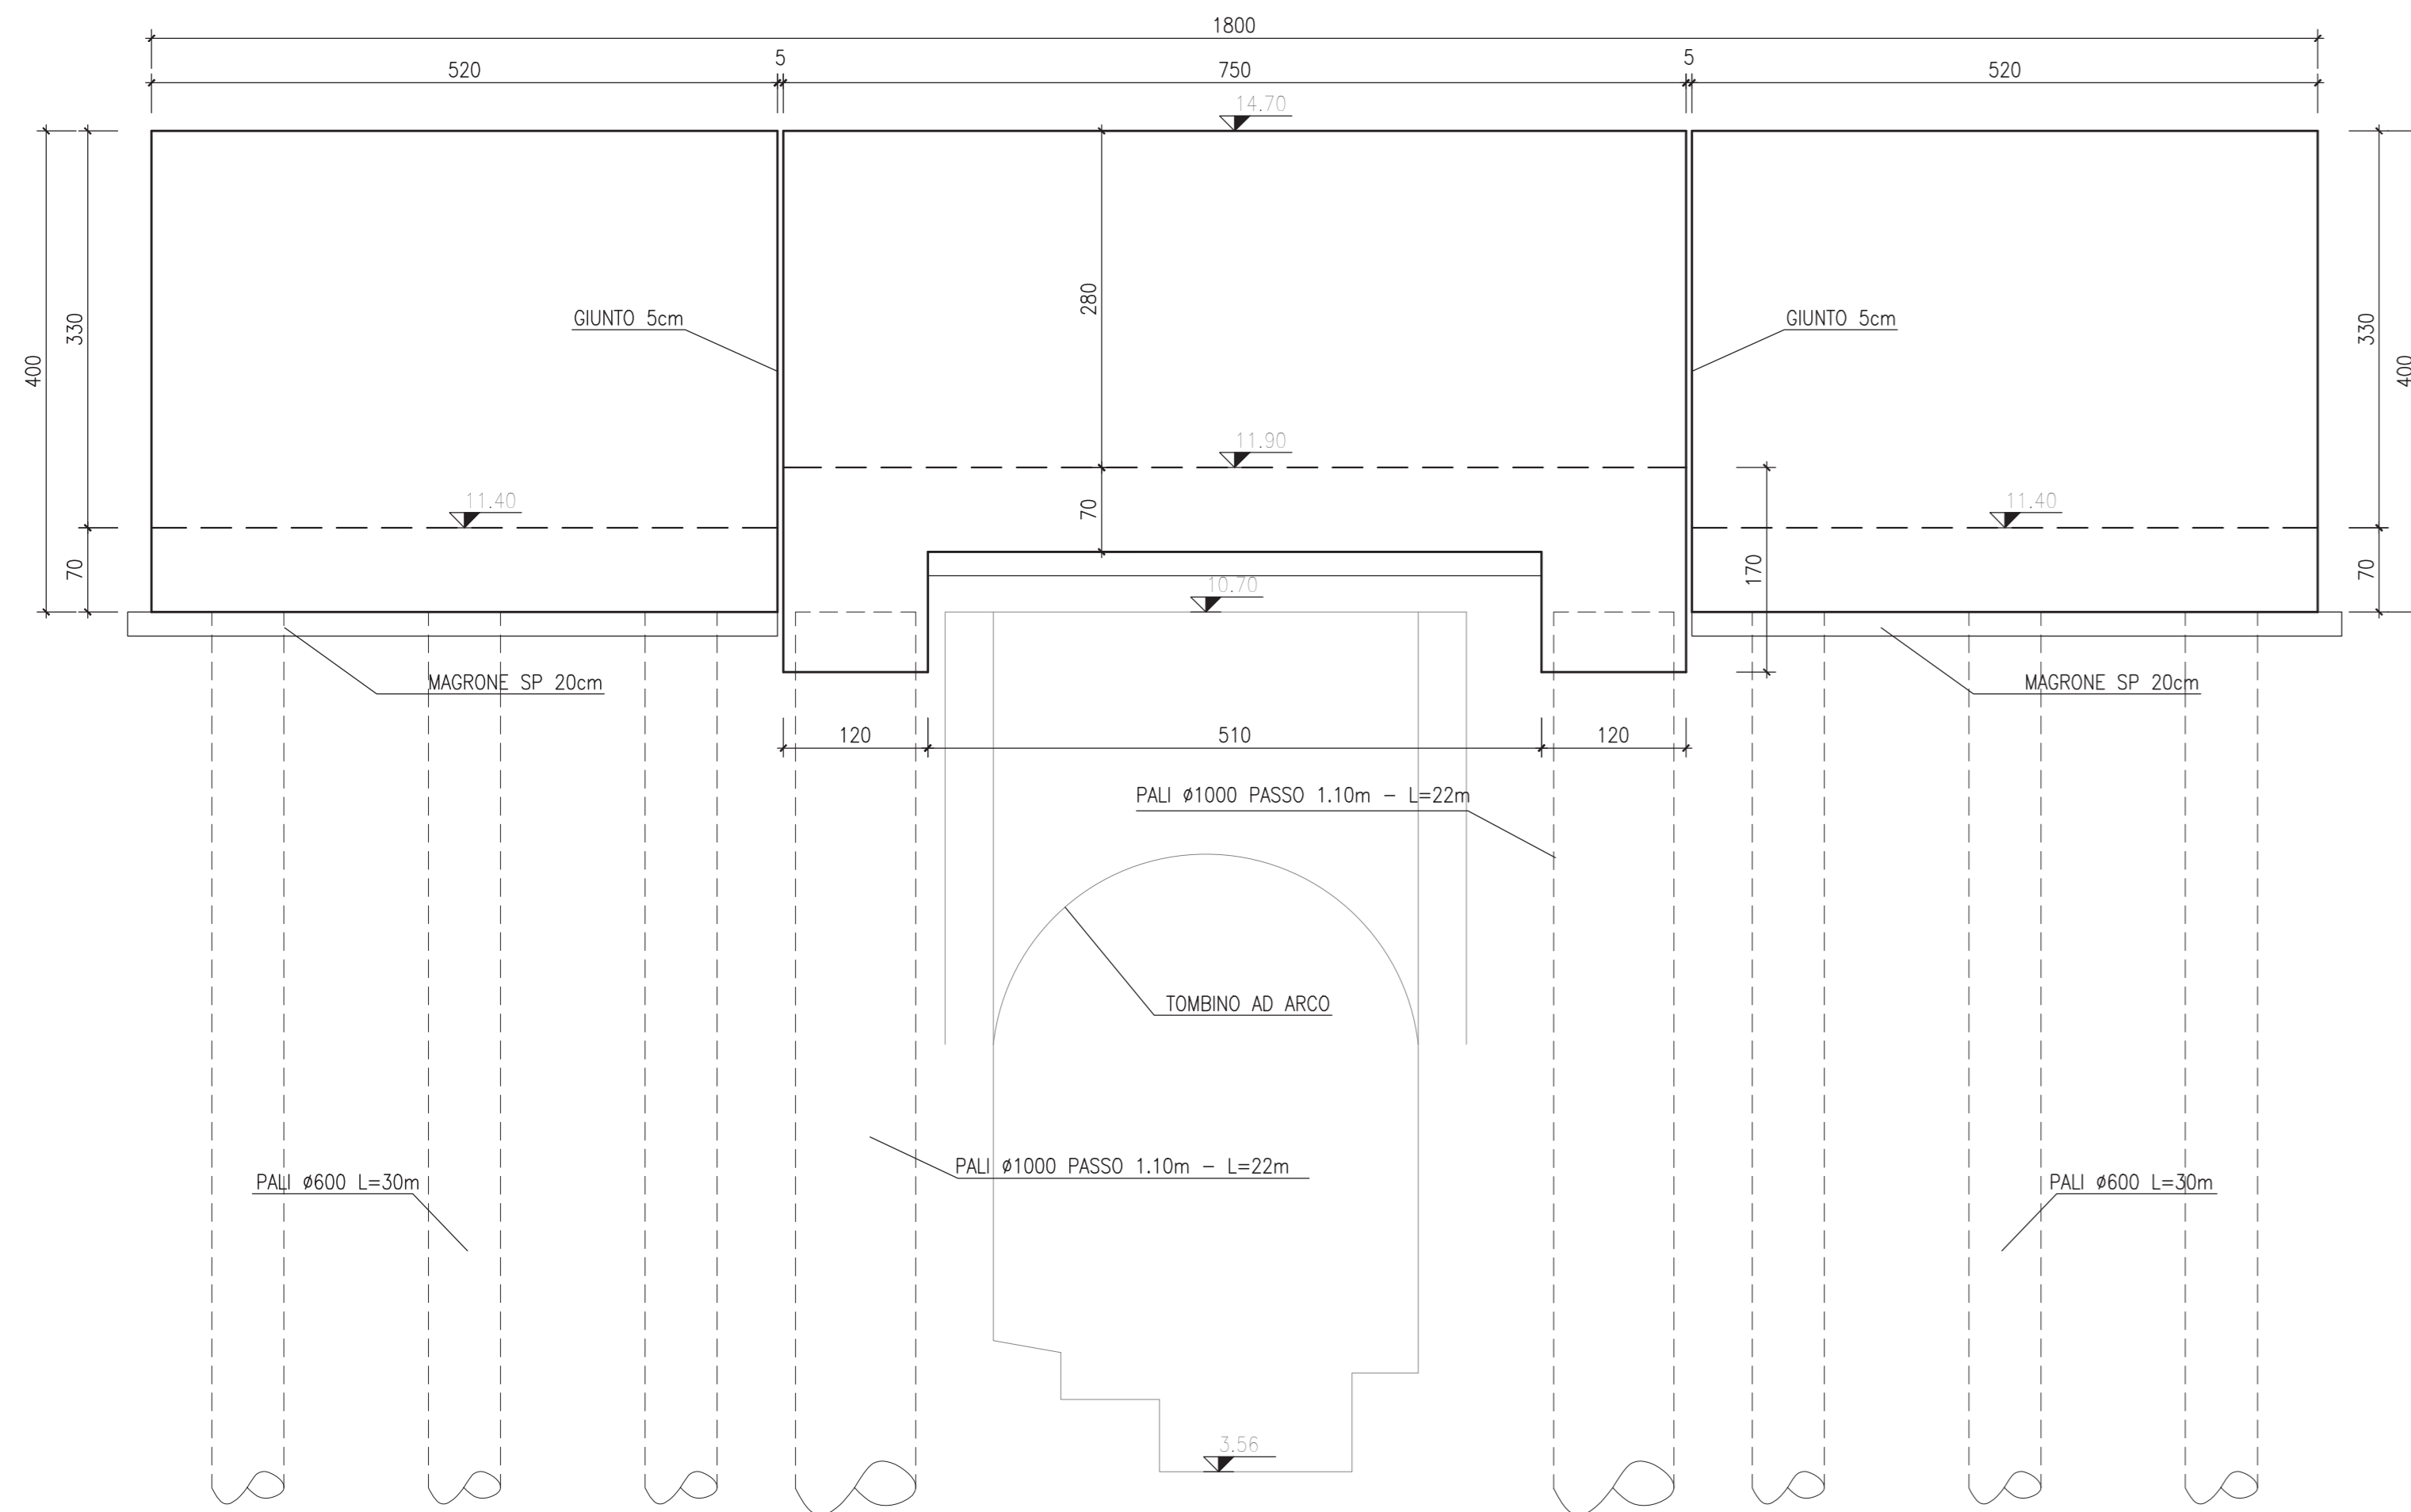 1800
520
5
750
5
520
14.70
280
GIUNTO 5cm
GIUNTO 5cm
330
400
330
400
11.90
11.40
70
11.40
170
70
70
10.70
MAGRONE SP 20cm
MAGRONE SP 20cm
120
510
120
PALI ø1000 PASSO 1.10m - L=22m
TOMBINO AD ARCO
PALI ø1000 PASSO 1.10m - L=22m
PALI ø600 L=30m
PALI ø600 L=30m
3.56